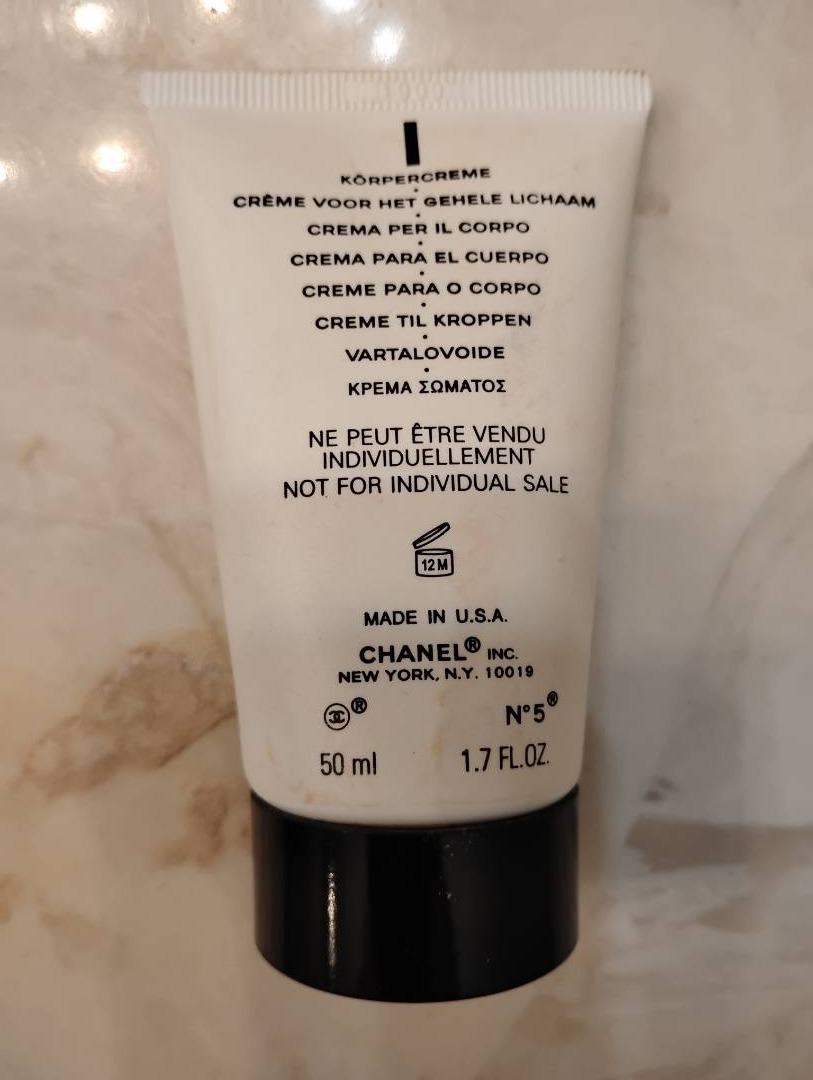 KÖRPERCREME
CRÈME VOOR HET GEHELE LICHAAM
CREMA PER IL CORPO
CREMA PARA EL CUERPO
CREME PARA O CORPO
CREME TIL KROPPEN
VARTALOVOIDE
ΚΡΕΜΑ ΣΩΜΑΤΟΣ
NE PEUT ÊTRE VENDU
INDIVIDUELLEMENT
NOT FOR INDIVIDUAL SALE
12 M
MADE IN U.S.A.
CHANEL® INC.
NEW YORK, N.Y. 10019
® N°5®
50 ml 1.7 FL.OZ.